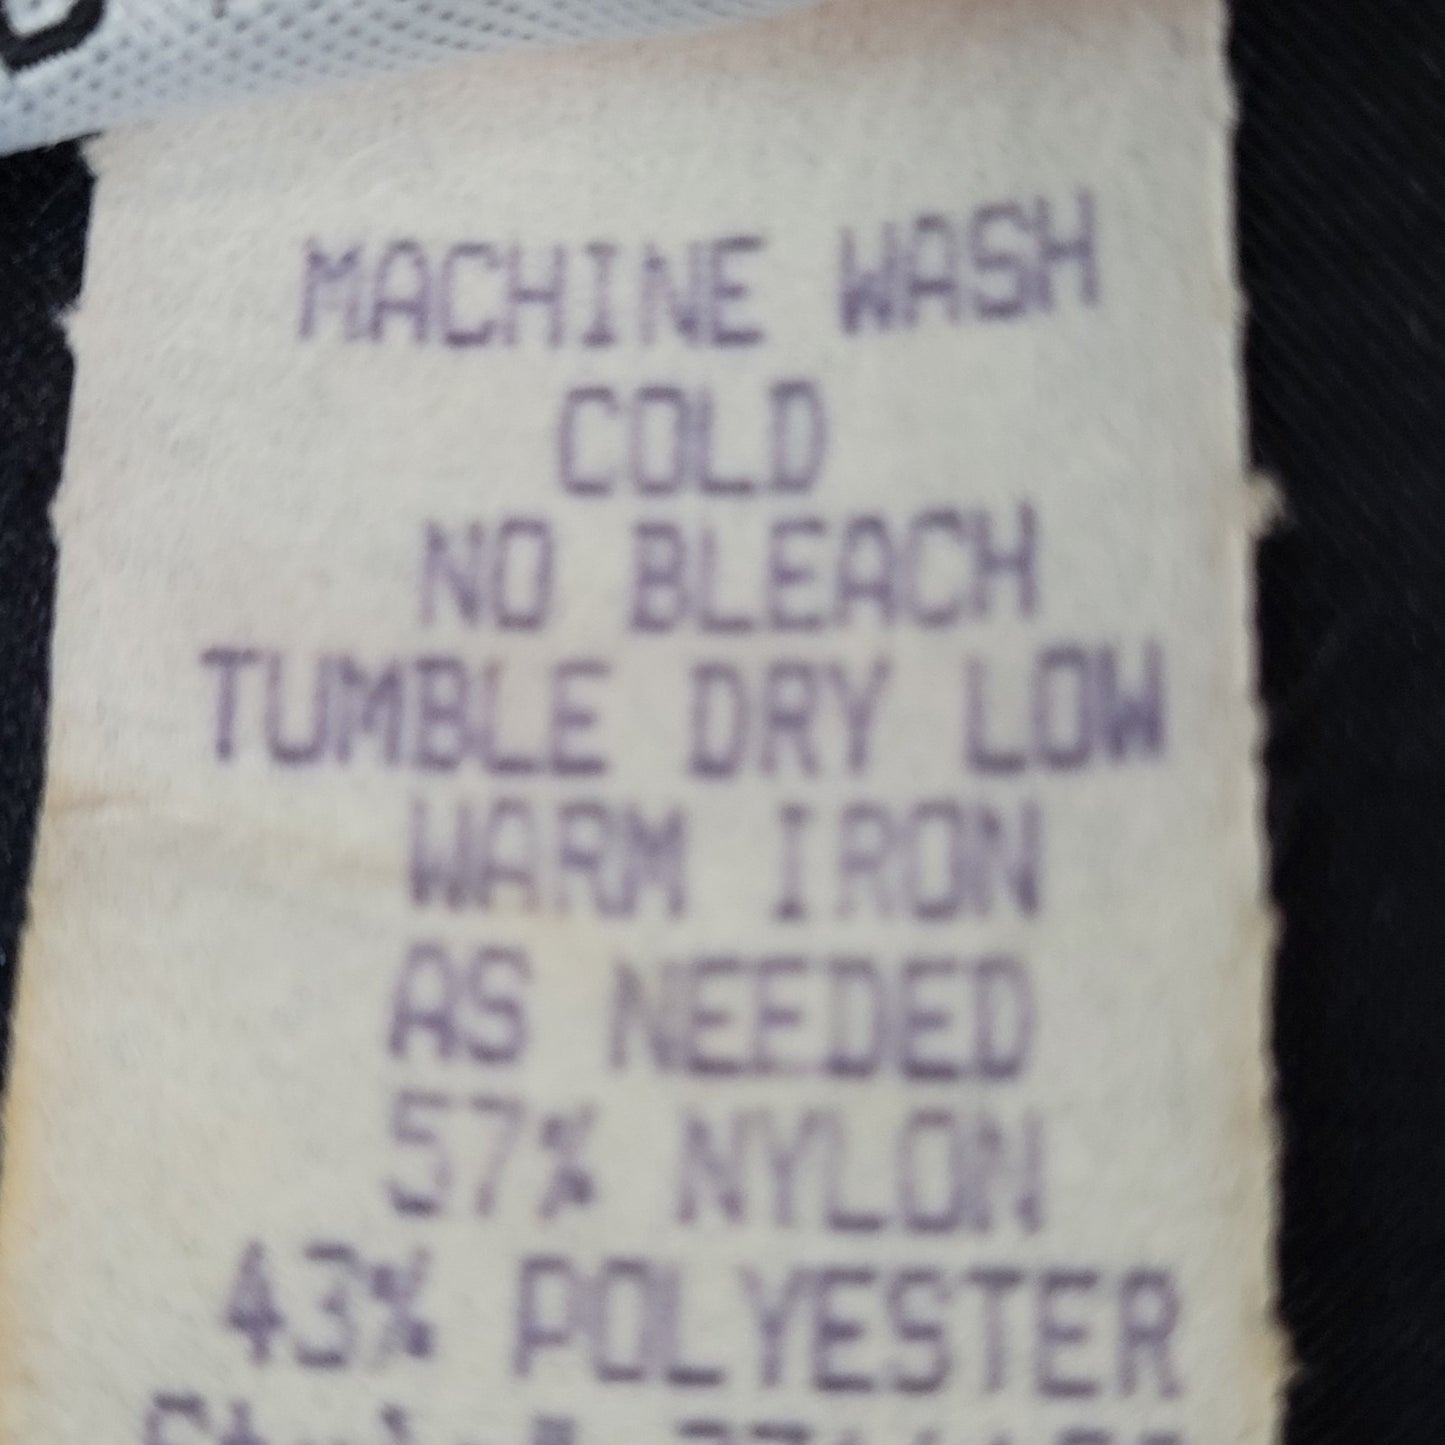 MACHINE WASH
COLD
NO BLEACH
TUMBLE DRY LOW
WARM IRON
AS NEEDED
57% NYLON
43% POLYESTER